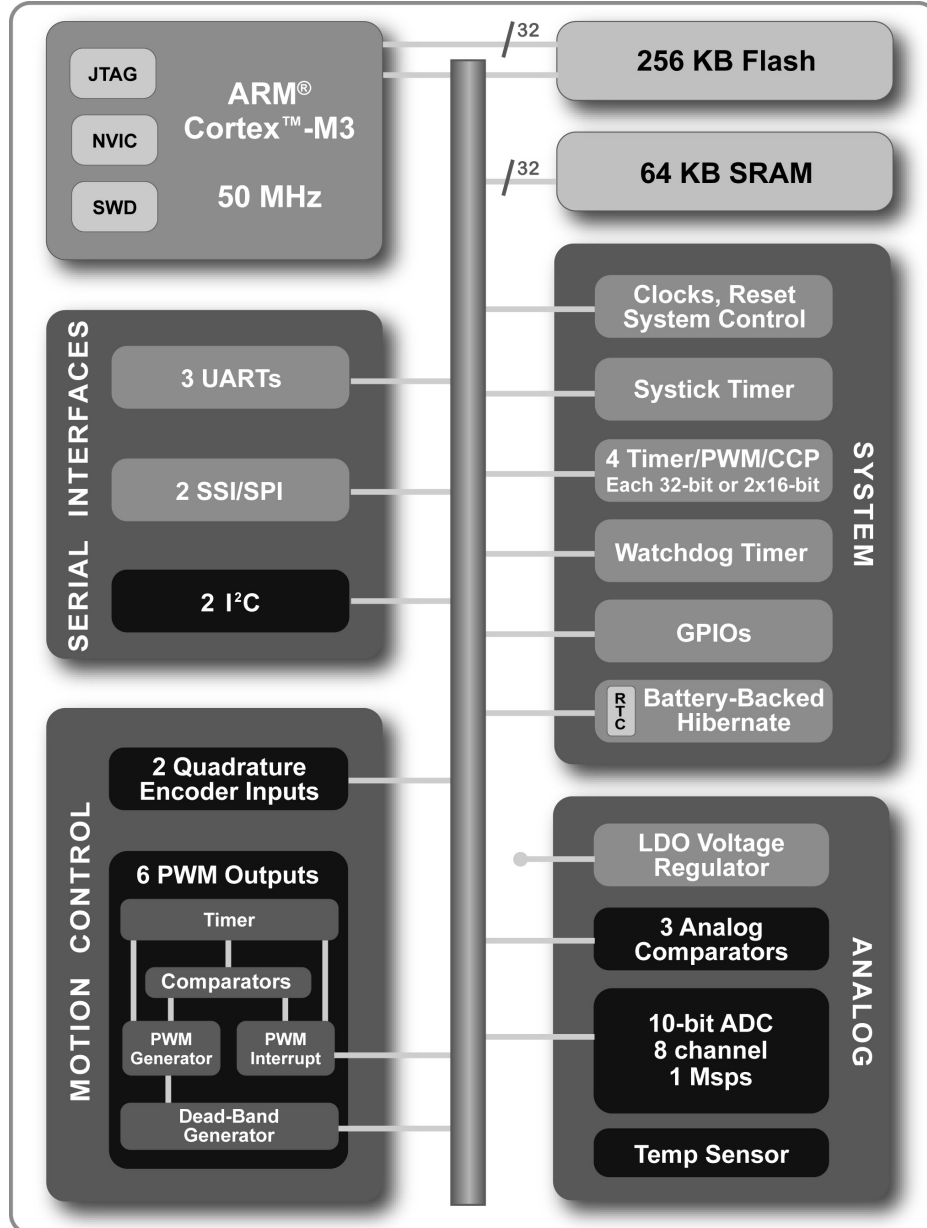 JTAG
NVIC
SWD
ARM®
Cortex™-M3
50 MHz
32
256 KB Flash
32
64 KB SRAM
SERIAL INTERFACES
3 UARTs
2 SSI/SPI
2 I²C
SYSTEM
Clocks, Reset
System Control
Systick Timer
4 Timer/PWM/CCP
Each 32-bit or 2x16-bit
Watchdog Timer
GPIOs
RTC
Battery-Backed
Hibernate
MOTION CONTROL
2 Quadrature
Encoder Inputs
6 PWM Outputs
Timer
Comparators
PWM
Generator
PWM
Interrupt
Dead-Band
Generator
ANALOG
LDO Voltage
Regulator
3 Analog
Comparators
10-bit ADC
8 channel
1 Msps
Temp Sensor